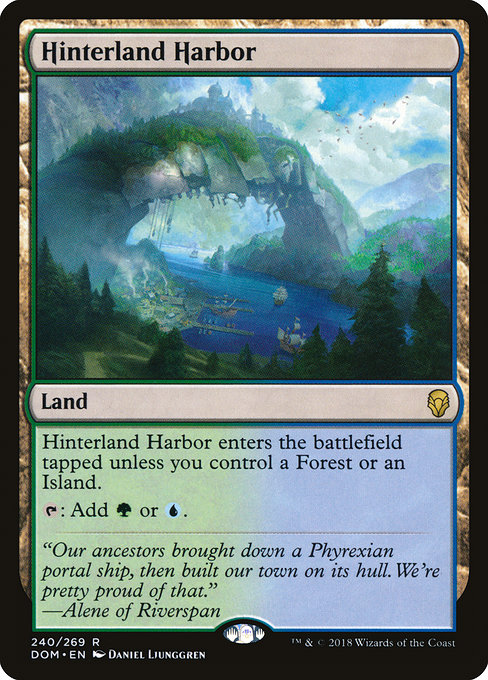 Hinterland Harbor
Land
Hinterland Harbor enters the battlefield
tapped unless you control a Forest or an
Island.
: Add or .
“Our ancestors brought down a Phyrexian
portal ship, then built our town on its hull. We’re
pretty proud of that.”
—Alene of Riverspan
240/269 R
DOM • EN Daniel Ljunggren
™ & © 2018 Wizards of the Coast